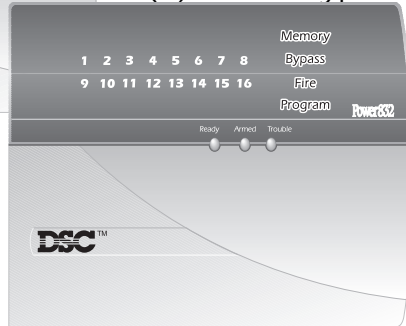 Memory
1 2 3 4 5 6 7 8 Bypass
9 10 11 12 13 14 15 16 Fire
Program Power832
Ready Armed Trouble
DSC™